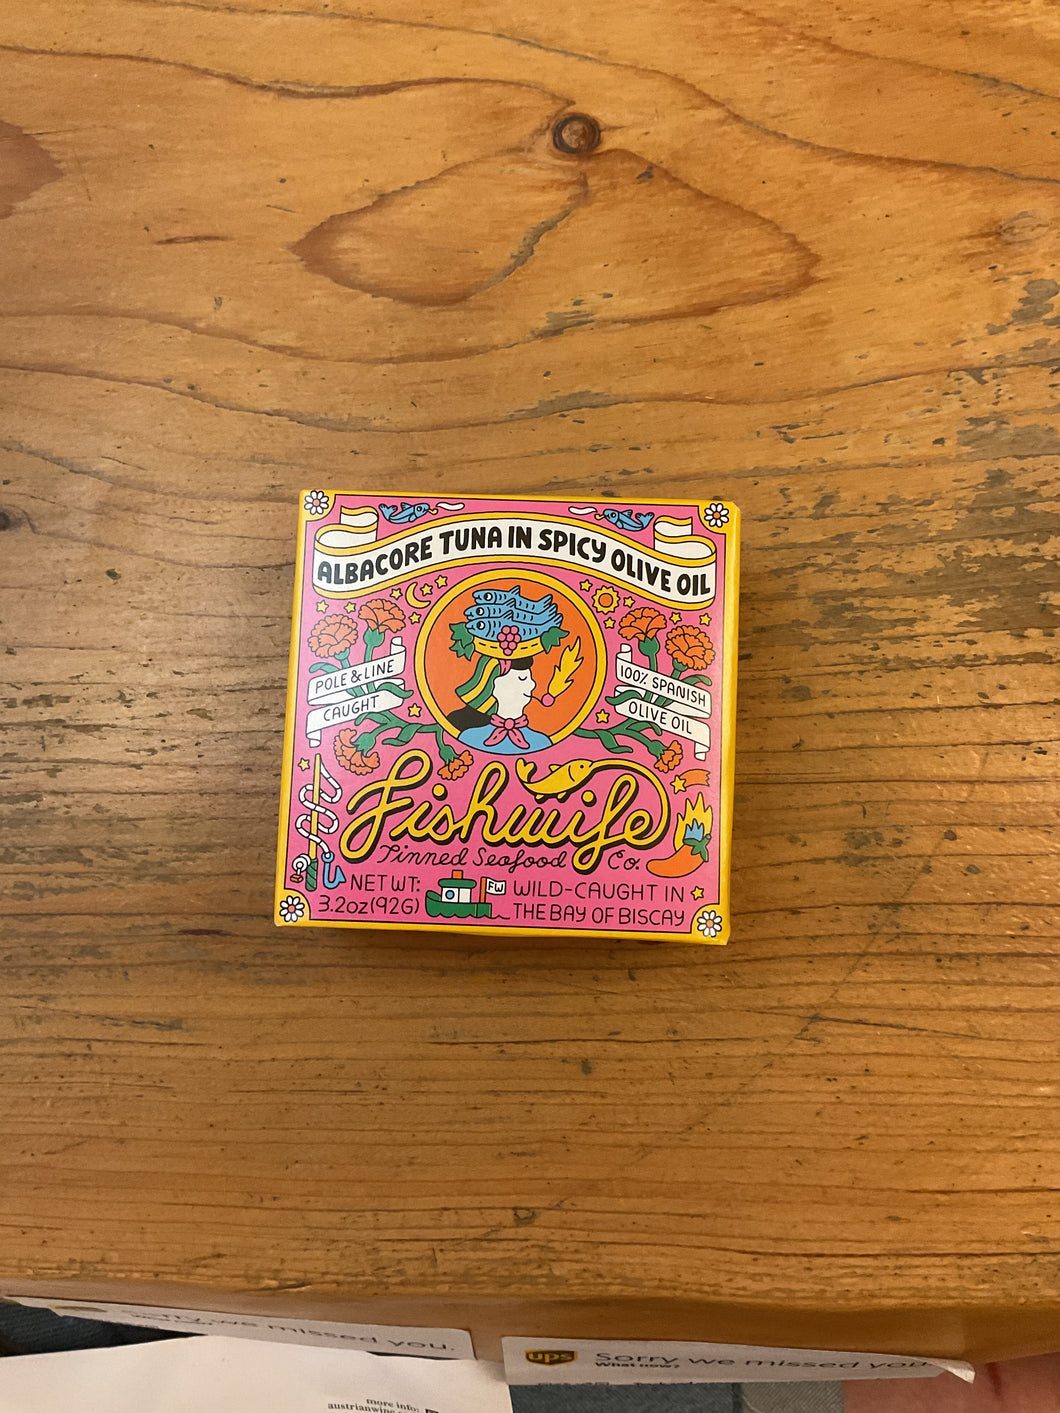 ALBACORE TUNA IN SPICY OLIVE OIL
POLE & LINE
CAUGHT
100% SPANISH
OLIVE OIL
Fishwife
Tinned Seafood Co.
NET WT:
3.2oz(92G)
FW
WILD-CAUGHT IN
THE BAY OF BISCAY
Sorry, we missed you.
ups
Sorry, we missed you.
What now?
more info: